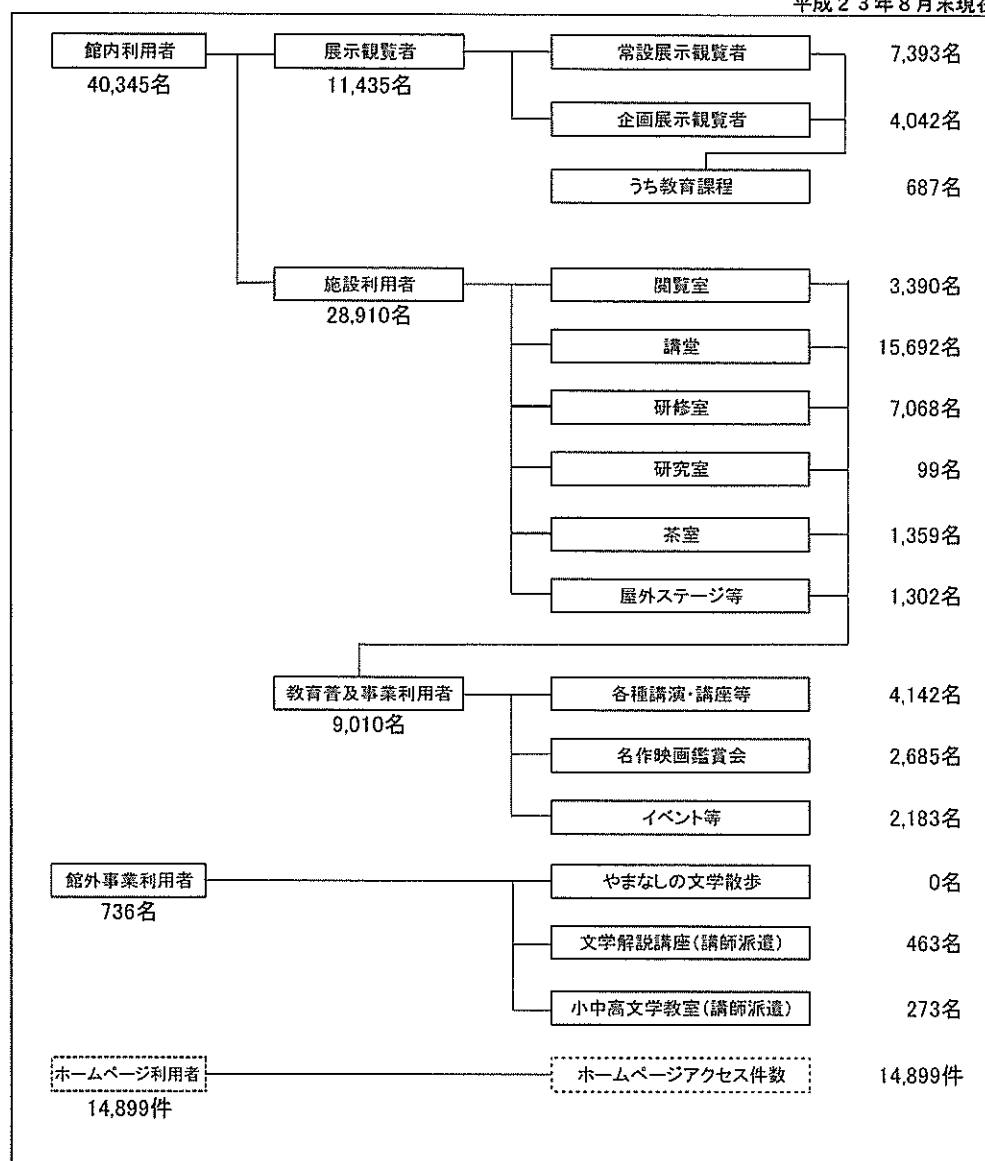 平成２３年８月末現在
館内利用者 展示観覧者 常設展示観覧者 7,393名
40,345名 11,435名
企画展示観覧者 4,042名
うち教育課程 687名
施設利用者 閲覧室 3,390名
28,910名
講堂 15,692名
研修室 7,068名
研究室 99名
茶室 1,359名
屋外ステージ等 1,302名
教育普及事業利用者 各種講演・講座等 4,142名
9,010名
名作映画鑑賞会 2,685名
イベント等 2,183名
館外事業利用者 やまなしの文学散歩 0名
736名
文学解説講座(講師派遣) 463名
小中高文学教室(講師派遣) 273名
ホームページ利用者 ホームページアクセス件数 14,899件
14,899件